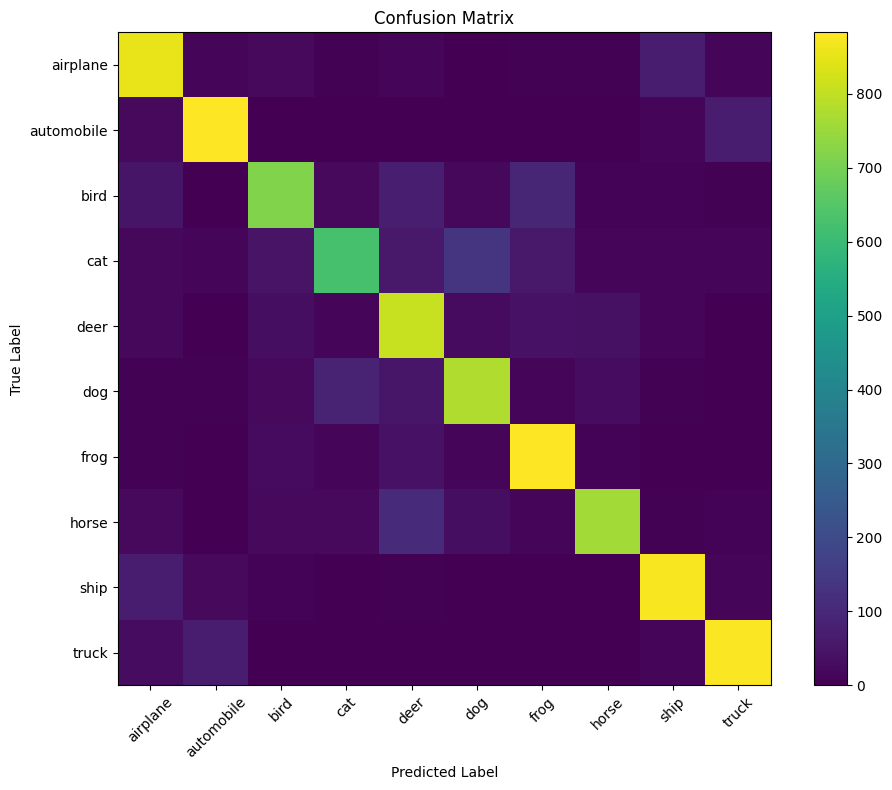 Confusion Matrix
True Label
airplane
automobile
bird
cat
deer
dog
frog
horse
ship
truck
airplane
automobile
bird
cat
deer
dog
frog
horse
ship
truck
Predicted Label
800
700
600
500
400
300
200
100
0